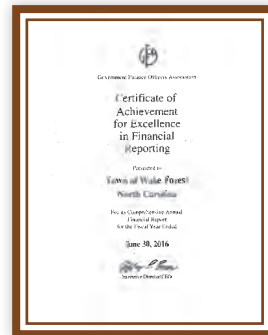 Government Finance Officers Association
Certificate of
Achievement
for Excellence
in Financial
Reporting
Presented to
Town of Wake Forest
North Carolina
For its Comprehensive Annual
Financial Report
for the Fiscal Year Ended
June 30, 2016
Executive Director/CEO